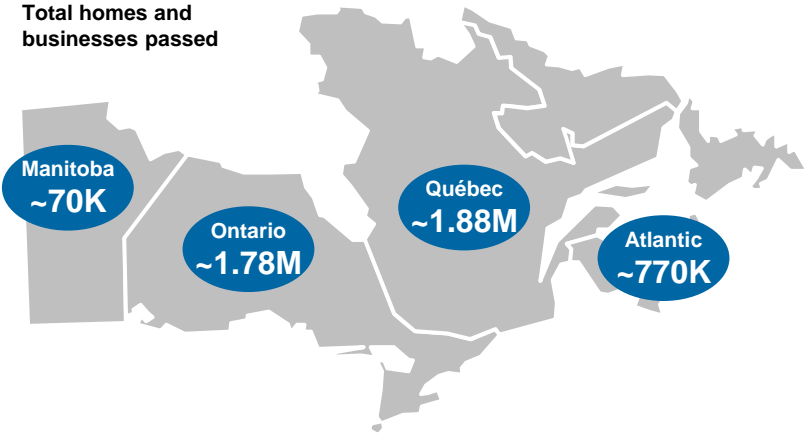 Total homes and
businesses passed
Manitoba
~70K
Ontario
~1.78M
Québec
~1.88M
Atlantic
~770K